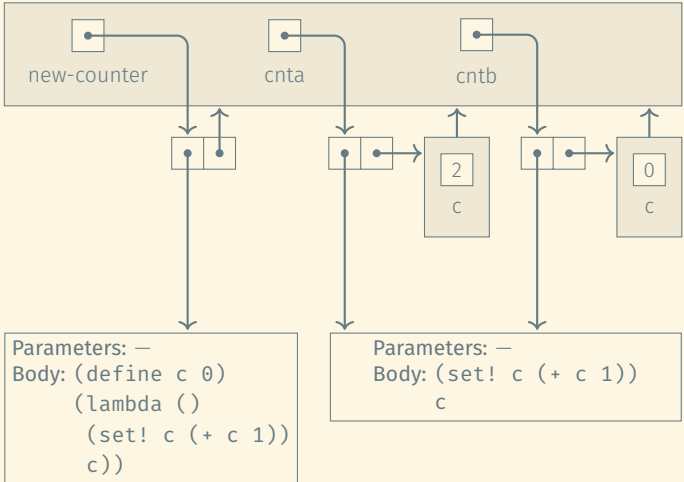 new-counter cnta cntb
2 0
c c
Parameters: —
Body: (define c 0)
(lambda ()
(set! c (+ c 1))
c))
Parameters: —
Body: (set! c (+ c 1))
c